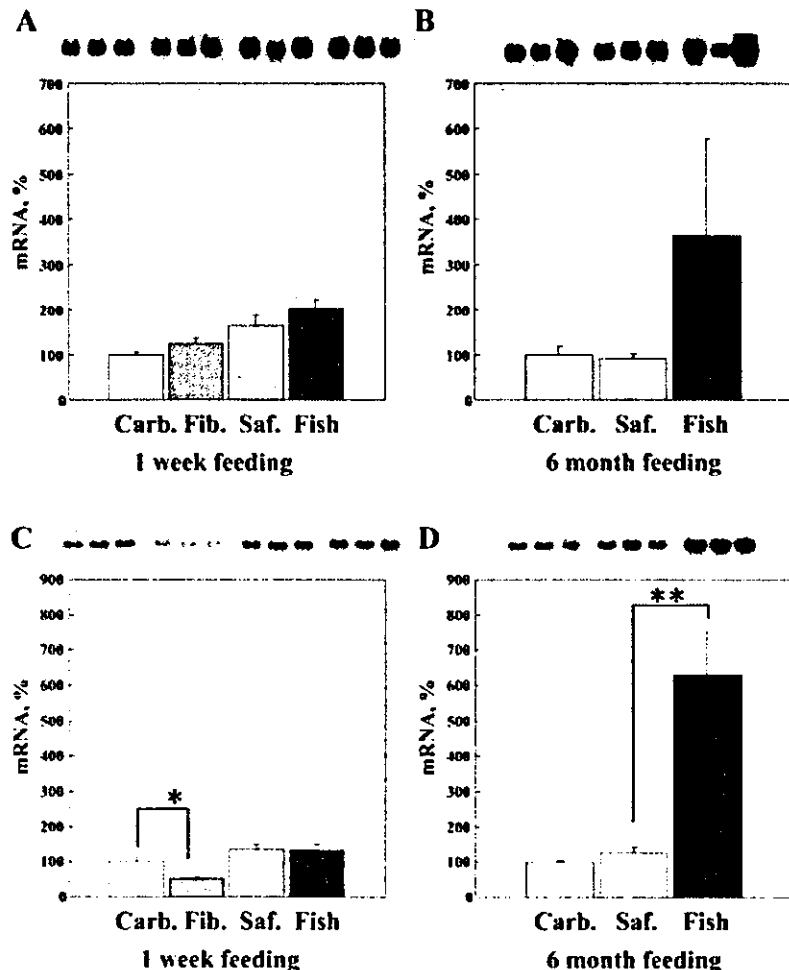 A
700
600
500
400
300
200
100
0
mRNA, %
Carb. Fib. Saf. Fish
1 week feeding
B
700
600
500
400
300
200
100
0
mRNA, %
Carb. Saf. Fish
6 month feeding
C
900
800
700
600
500
400
300
200
100
0
mRNA, %
*
Carb. Fib. Saf. Fish
1 week feeding
D
900
800
700
600
500
400
300
200
100
0
mRNA, %
**
Carb. Saf. Fish
6 month feeding